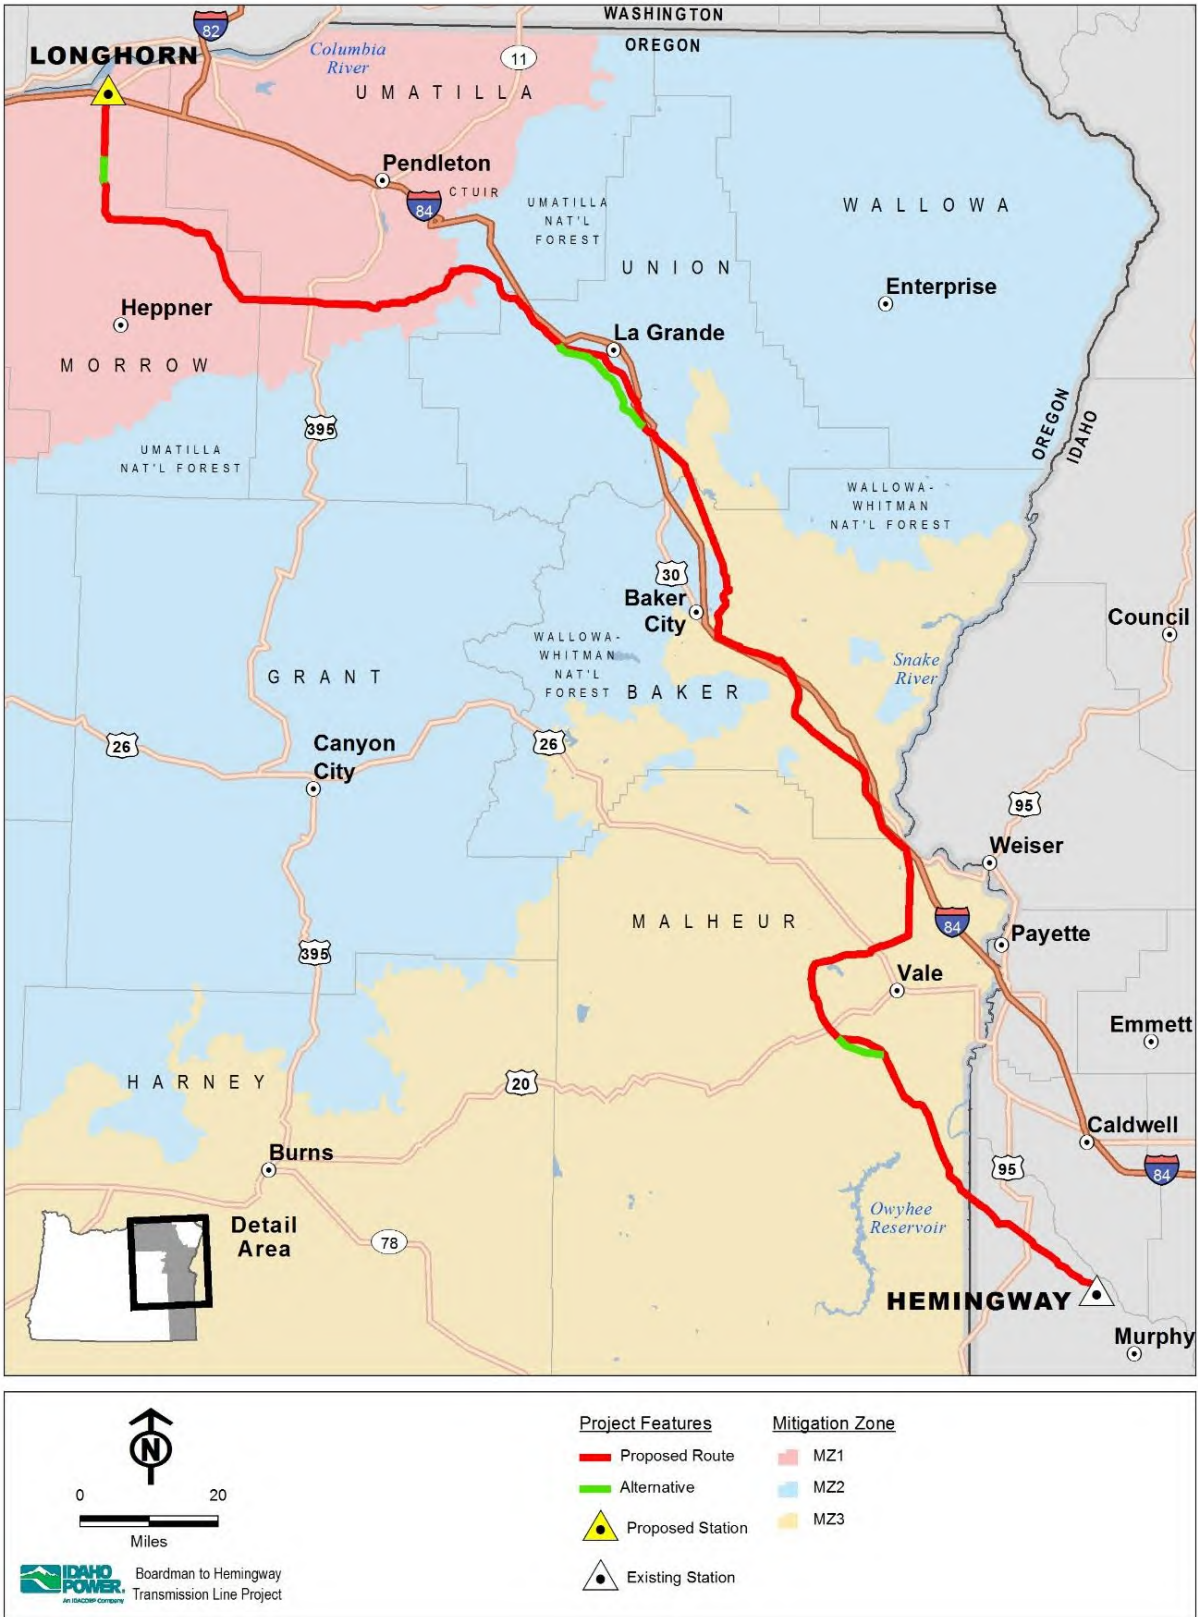 WASHINGTON
82
OREGON
LONGHORN
Columbia
River
11
UMATILLA
Pendleton
CTUIR
84
UMATILLA
NAT'L
FOREST
WALLOWA
UNION
Enterprise
Heppner
La Grande
MORROW
395
OREGON
IDAHO
UMATILLA
NAT'L FOREST
WALLOWA-
WHITMAN
NAT'L FOREST
30
Baker
City
Council
WALLOWA-
WHITMAN
NAT'L
FOREST
Snake
River
GRANT
BAKER
26
Canyon
City
26
95
Weiser
MALHEUR
84
Payette
395
Vale
Emmett
HARNEY
20
Caldwell
Burns
95
84
Owyhee
Reservoir
Detail
Area
78
HEMINGWAY
Murphy
N
0 20
Miles
IDAHO
POWER.
An IDACORP Company
Boardman to Hemingway
Transmission Line Project
Project Features
Proposed Route
Alternative
Proposed Station
Existing Station
Mitigation Zone
MZ1
MZ2
MZ3